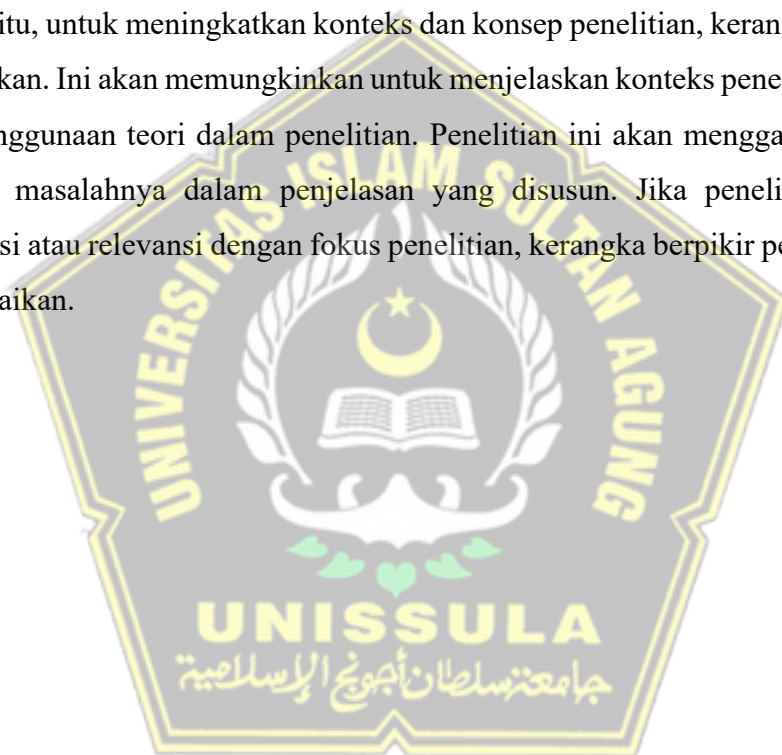 itu, untuk meningkatkan konteks dan konsep penelitian, keran
kan. Ini akan memungkinkan untuk menjelaskan konteks pene
nggunaan teori dalam penelitian. Penelitian ini akan mengga
masalahnya dalam penjelasan yang disusun. Jika peneli
si atau relevansi dengan fokus penelitian, kerangka berpikir pe
aikan.
UNIVERSITAS ISLAM SULTAN AGUNG
UNISSULA
جامعتنسلطان أجونج الإسلامية